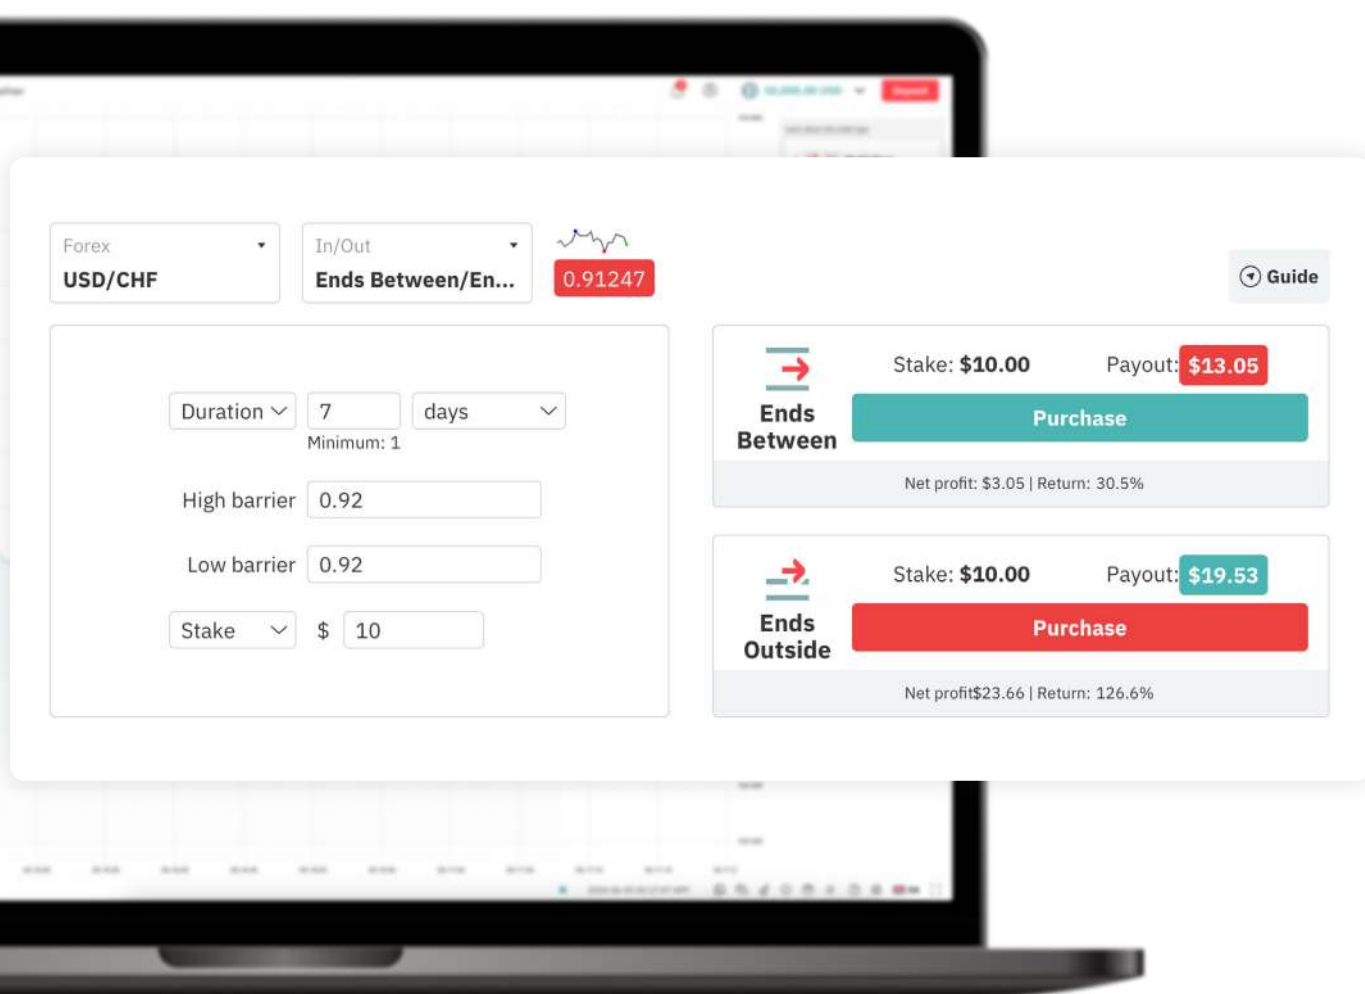 Forex
USD/CHF
In/Out
Ends Between/En...
0.91247
Guide
Duration 7 days
Minimum: 1
High barrier 0.92
Low barrier 0.92
Stake $ 10
Stake: $10.00 Payout: $13.05
Ends
Between
Purchase
Net profit: $3.05 | Return: 30.5%
Stake: $10.00 Payout: $19.53
Ends
Outside
Purchase
Net profit$23.66 | Return: 126.6%